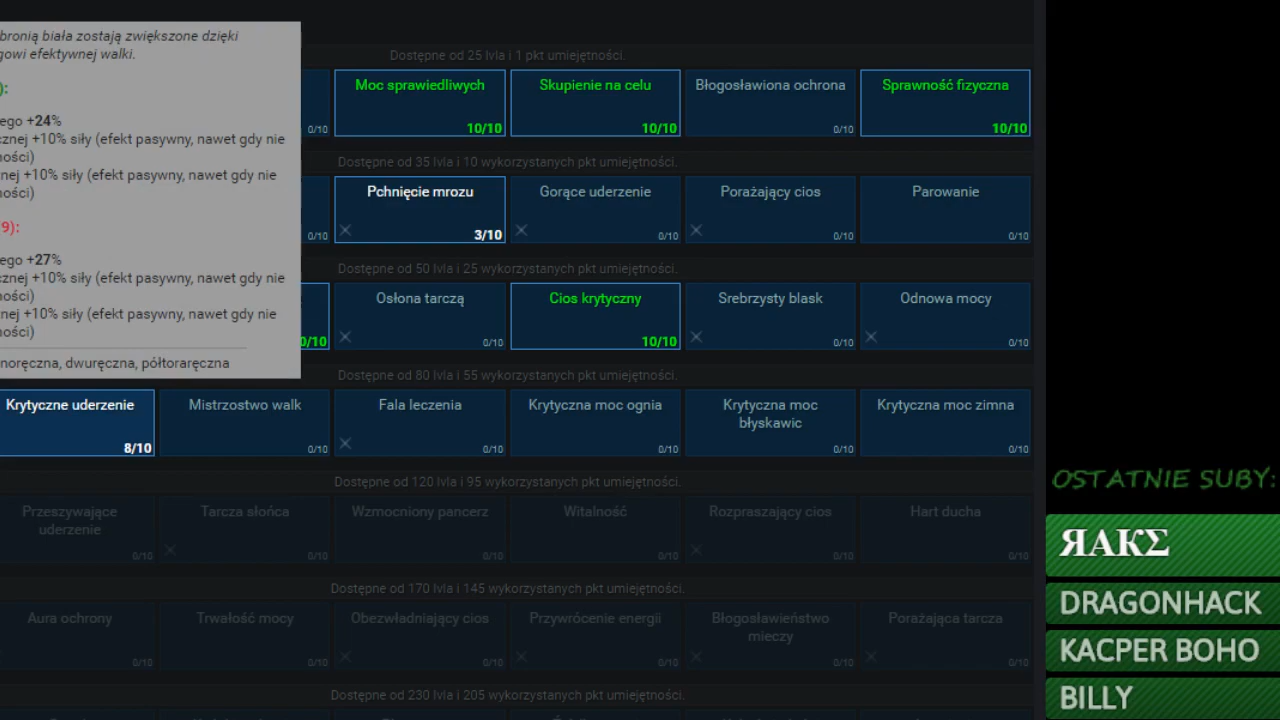 bronią biała zostają zwiększone dzięki
gowi efektywnej walki.
):
ego +24%
cznej +10% siły (efekt pasywny, nawet gdy nie
ności)
cznej +10% siły (efekt pasywny, nawet gdy nie
ności)
9):
ego +27%
cznej +10% siły (efekt pasywny, nawet gdy nie
ności)
cznej +10% siły (efekt pasywny, nawet gdy nie
ności)
noręczna, dwuręczna, półtoraręczna
Dostępne od 25 lvla i 1 pkt umiejętności.
Moc sprawiedliwych Skupienie na celu Błogosławiona ochrona Sprawność fizyczna
0/10 10/10 10/10 0/10 10/10
Dostępne od 35 lvla i 10 wykorzystanych pkt umiejętności.
Pchnięcie mrozu Gorące uderzenie Porażający cios Parowanie
0/10 3/10 0/10 0/10 0/10
Dostępne od 50 lvla i 25 wykorzystanych pkt umiejętności.
Osłona tarczą Cios krytyczny Srebrzysty blask Odnowa mocy
0/10 0/10 10/10 0/10 0/10
Dostępne od 80 lvla i 55 wykorzystanych pkt umiejętności.
Krytyczne uderzenie Mistrzostwo walk Fala leczenia Krytyczna moc ognia Krytyczna moc błyskawic Krytyczna moc zimna
8/10 0/10 0/10 0/10 0/10 0/10
Dostępne od 120 lvla i 95 wykorzystanych pkt umiejętności.
Przeszywające uderzenie Tarcza słońca Wzmocniony pancerz Witalność Rozpraszający cios Hart ducha
0/10 0/10 0/10 0/10 0/10 0/10
Dostępne od 170 lvla i 145 wykorzystanych pkt umiejętności.
Aura ochrony Trwałość mocy Obezwładniający cios Przywrócenie energii Błogosławieństwo mieczy Porażająca tarcza
0/10 0/10 0/10 0/10 0/10 0/10
Dostępne od 230 lvla i 205 wykorzystanych pkt umiejętności.
OSTATNIE SUBY:
ЯАКΣ
DRAGONHACK
KACPER BOHO
BILLY